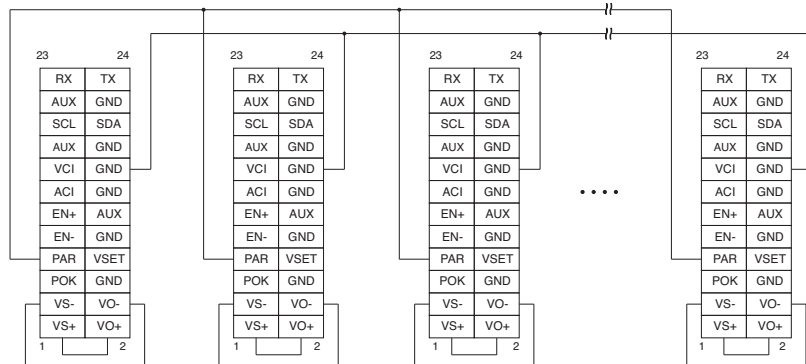 23 24 23 24 23 24 23 24
RX TX RX TX RX TX RX TX
AUX GND AUX GND AUX GND AUX GND
SCL SDA SCL SDA SCL SDA SCL SDA
AUX GND AUX GND AUX GND AUX GND
VCI GND VCI GND VCI GND VCI GND
ACI GND ACI GND ACI GND ACI GND
EN+ AUX EN+ AUX EN+ AUX EN+ AUX
EN- GND EN- GND EN- GND EN- GND
PAR VSET PAR VSET PAR VSET PAR VSET
POK GND POK GND POK GND POK GND
VS- VO- VS- VO- VS- VO- VS- VO-
VS+ VO+ VS+ VO+ VS+ VO+ VS+ VO+
1 2 1 2 1 2 1 2